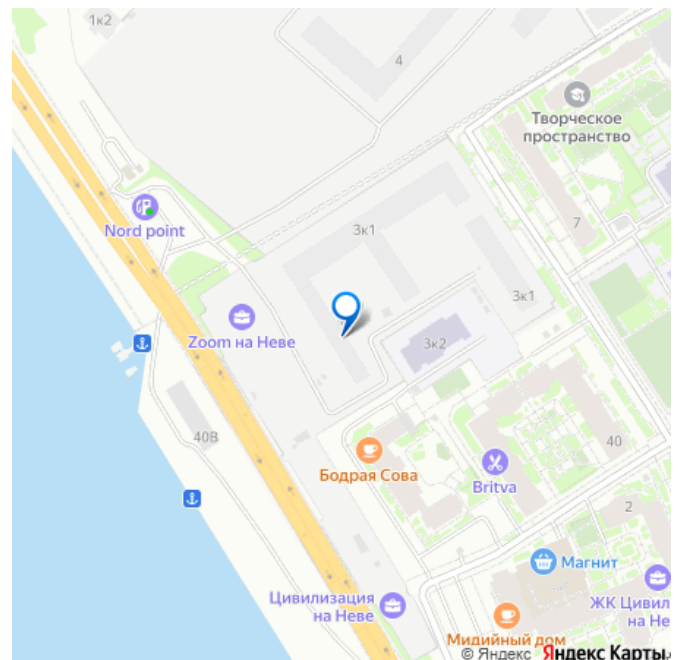 1к2
4
Творческое
пространство
Nord point
7
3к1
3к1
Zoom на Неве
3к2
40В
40
Бодрая Сова
Britva
2
Магнит
Цивилизация
на Неве
ЖК Цивил
на Не
Мидийный дом
© Яндекс Яндекс Карты